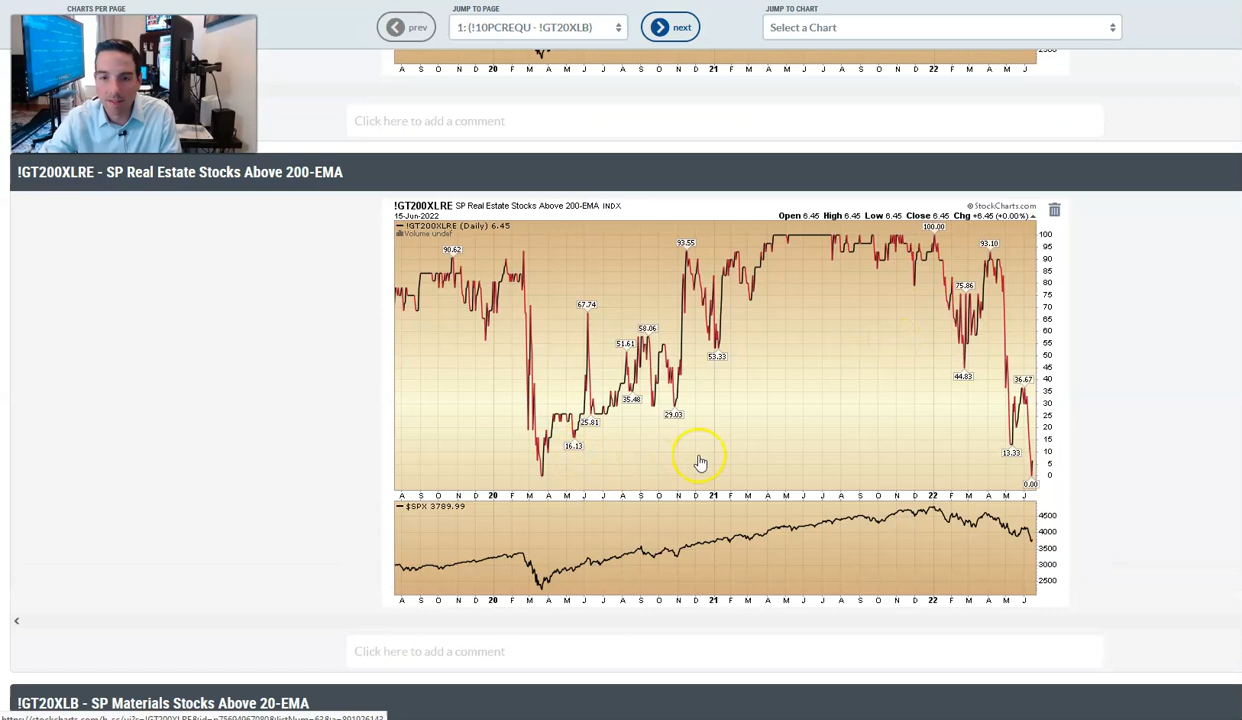 CHARTS PER PAGE
JUMP TO PAGE
JUMP TO CHART
prev
1: (!10PCREQU - !GT20XLB)
next
Select a Chart
2500
A S O N D 20 F M A M J J A S O N D 21 F M A M J J A S O N D 22 F M A M J
Click here to add a comment
!GT200XLRE - SP Real Estate Stocks Above 200-EMA
!GT200XLRE SP Real Estate Stocks Above 200-EMA INDX
© StockCharts.com
15-Jun-2022
Open 6.45 High 6.45 Low 6.45 Close 6.45 Chg +6.45 (+0.00%)
!GT200XLRE (Daily) 6.45
Volume undef
90.62
67.74
51.61
58.06
93.55
100.00
93.10
75.86
53.33
44.83
36.67
35.48
29.03
25.81
16.13
13.33
0.00
100
95
90
85
80
75
70
65
60
55
50
45
40
35
30
25
20
15
10
5
0
A S O N D 20 F M A M J J A S O N D 21 F M A M J J A S O N D 22 F M A M J
$SPX 3789.99
4500
4000
3500
3000
2500
A S O N D 20 F M A M J J A S O N D 21 F M A M J J A S O N D 22 F M A M J
Click here to add a comment
!GT20XLB - SP Materials Stocks Above 20-EMA